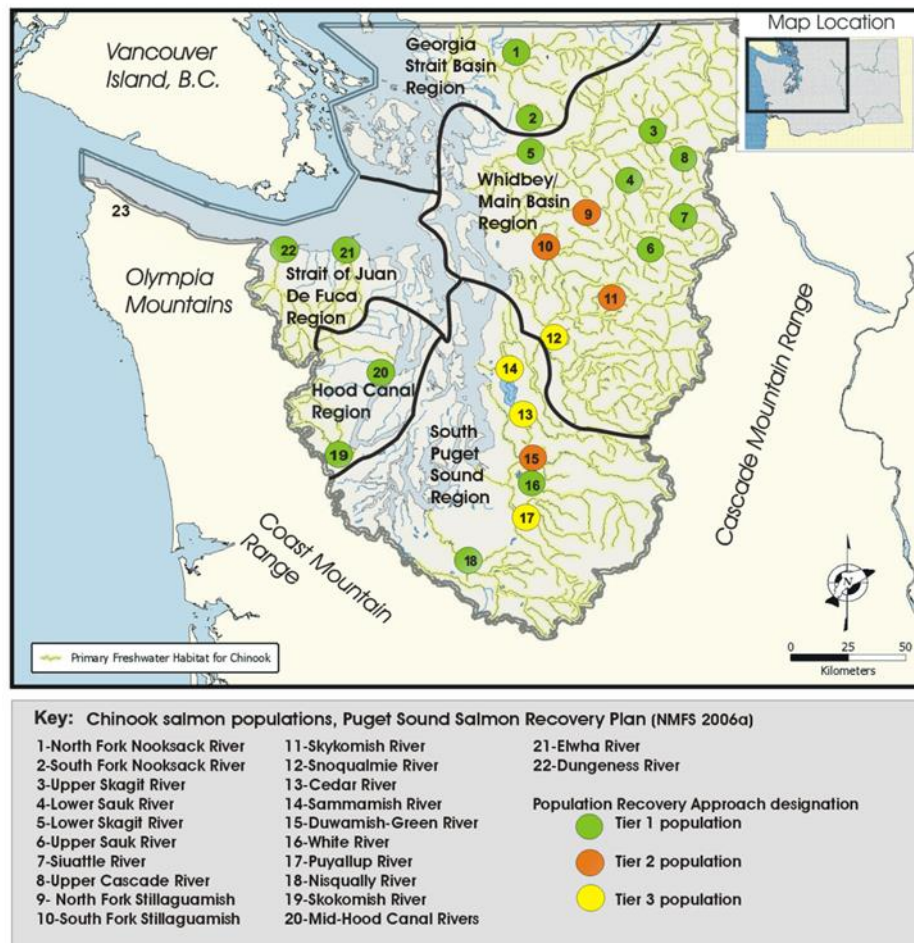 Vancouver
Island, B.C.
Georgia
Strait Basin
Region
Map Location
1
2
3
5
8
4
Whidbey/
Main Basin
Region
9
7
23
10
6
22
21
Olympia
Mountains
Strait of Juan
De Fuca
Region
11
12
14
20
Hood Canal
Region
13
South
Puget
Sound
Region
15
19
16
17
18
Coast Mountain
Range
Cascade Mountain Range
N
Primary Freshwater Habitat for Chinook
0 25 50
Kilometers
Key: Chinook salmon populations, Puget Sound Salmon Recovery Plan (NMFS 2006a)
1-North Fork Nooksack River
2-South Fork Nooksack River
3-Upper Skagit River
4-Lower Sauk River
5-Lower Skagit River
6-Upper Sauk River
7-Siuattle River
8-Upper Cascade River
9- North Fork Stillaguamish
10-South Fork Stillaguamish
11-Skykomish River
12-Snoqualmie River
13-Cedar River
14-Sammamish River
15-Duwamish-Green River
16-White River
17-Puyallup River
18-Nisqually River
19-Skokomish River
20-Mid-Hood Canal Rivers
21-Elwha River
22-Dungeness River
Population Recovery Approach designation
Tier 1 population
Tier 2 population
Tier 3 population